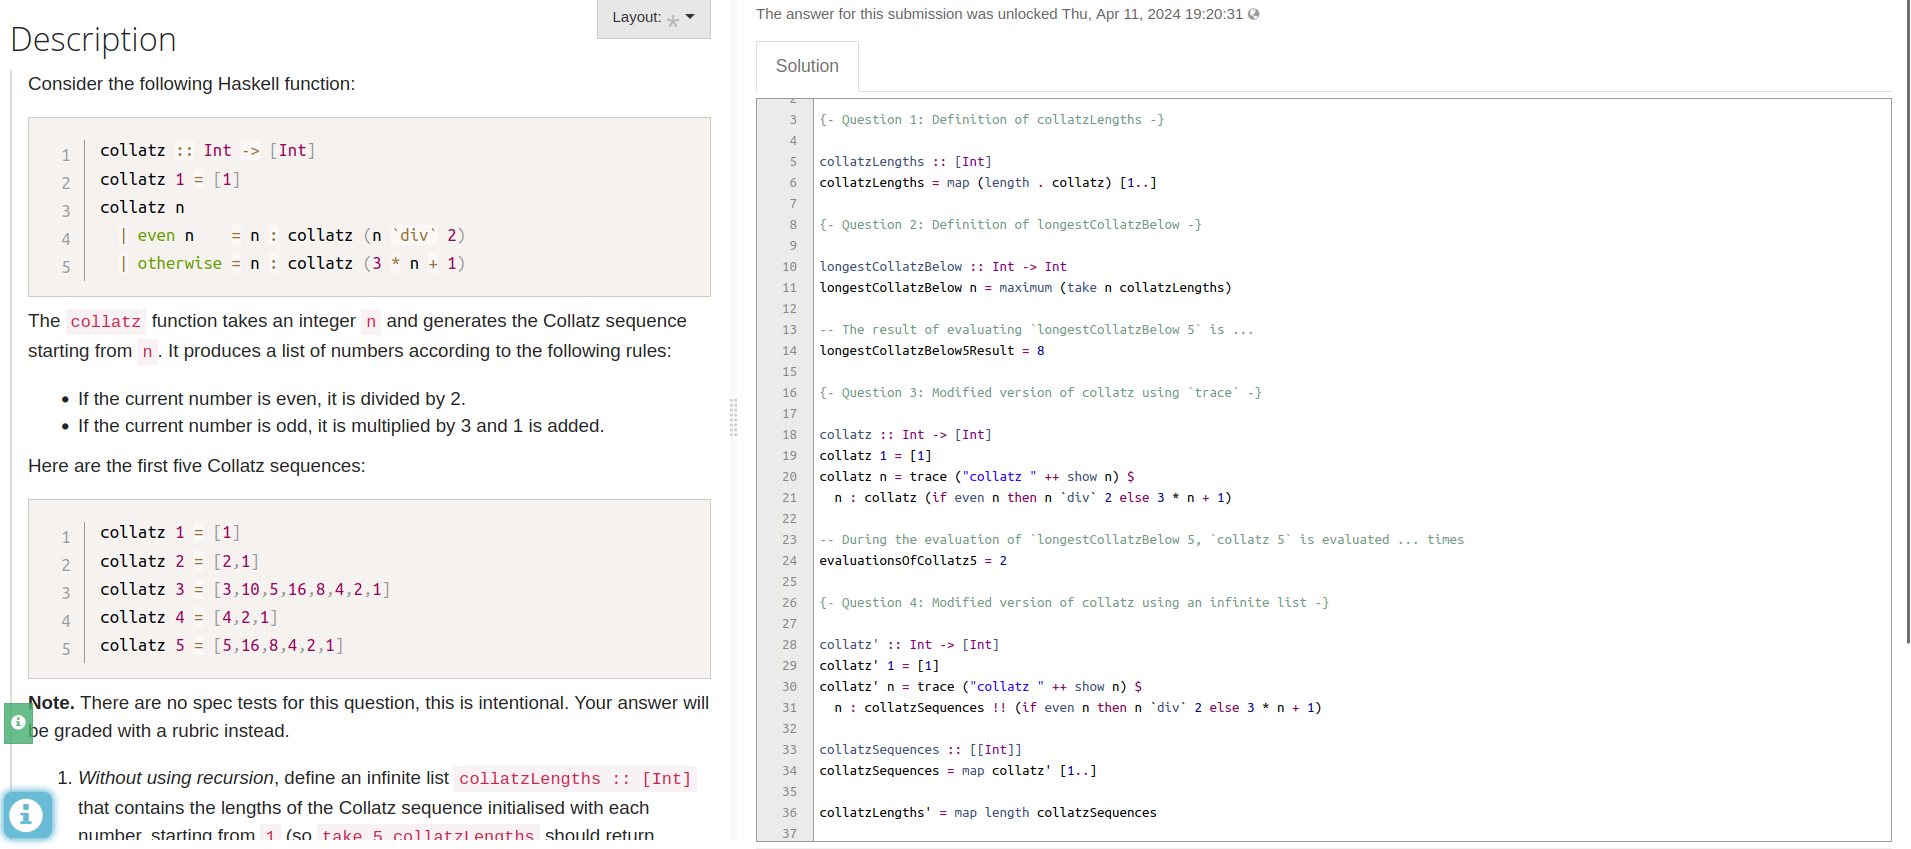 Layout: *
Description
Consider the following Haskell function:
1 collatz :: Int -> [Int]
2 collatz 1 = [1]
3 collatz n
4   | even n    = n : collatz (n `div` 2)
5   | otherwise = n : collatz (3 * n + 1)
The collatz function takes an integer n and generates the Collatz sequence
starting from n . It produces a list of numbers according to the following rules:
• If the current number is even, it is divided by 2.
• If the current number is odd, it is multiplied by 3 and 1 is added.
Here are the first five Collatz sequences:
1 collatz 1 = [1]
2 collatz 2 = [2,1]
3 collatz 3 = [3,10,5,16,8,4,2,1]
4 collatz 4 = [4,2,1]
5 collatz 5 = [5,16,8,4,2,1]
Note. There are no spec tests for this question, this is intentional. Your answer will
be graded with a rubric instead.
1. Without using recursion, define an infinite list collatzLengths :: [Int]
that contains the lengths of the Collatz sequence initialised with each
number, starting from 1 (so take 5 collatzLengths should return
The answer for this submission was unlocked Thu, Apr 11, 2024 19:20:31
Solution
2
3 {- Question 1: Definition of collatzLengths -}
4
5 collatzLengths :: [Int]
6 collatzLengths = map (length . collatz) [1..]
7
8 {- Question 2: Definition of longestCollatzBelow -}
9
10 longestCollatzBelow :: Int -> Int
11 longestCollatzBelow n = maximum (take n collatzLengths)
12
13 -- The result of evaluating `longestCollatzBelow 5` is ...
14 longestCollatzBelow5Result = 8
15
16 {- Question 3: Modified version of collatz using `trace` -}
17
18 collatz :: Int -> [Int]
19 collatz 1 = [1]
20 collatz n = trace ("collatz " ++ show n) $
21   n : collatz (if even n then n `div` 2 else 3 * n + 1)
22
23 -- During the evaluation of `longestCollatzBelow 5, `collatz 5` is evaluated ... times
24 evaluationsOfCollatz5 = 2
25
26 {- Question 4: Modified version of collatz using an infinite list -}
27
28 collatz' :: Int -> [Int]
29 collatz' 1 = [1]
30 collatz' n = trace ("collatz " ++ show n) $
31   n : collatzSequences !! (if even n then n `div` 2 else 3 * n + 1)
32
33 collatzSequences :: [[Int]]
34 collatzSequences = map collatz' [1..]
35
36 collatzLengths' = map length collatzSequences
37